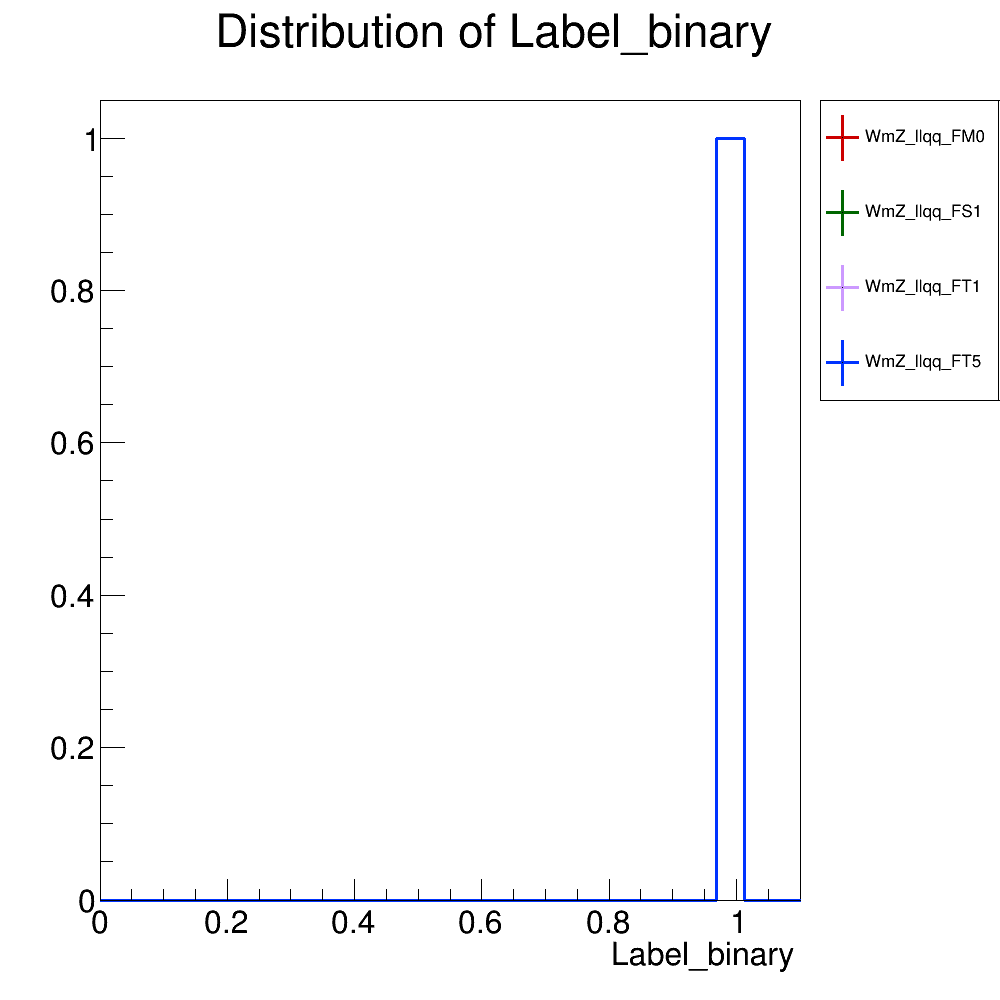 Distribution of Label_binary
1
0.8
0.6
0.4
0.2
0
0 0.2 0.4 0.6 0.8 1
Label_binary
WmZ_llqq_FM0
WmZ_llqq_FS1
WmZ_llqq_FT1
WmZ_llqq_FT5